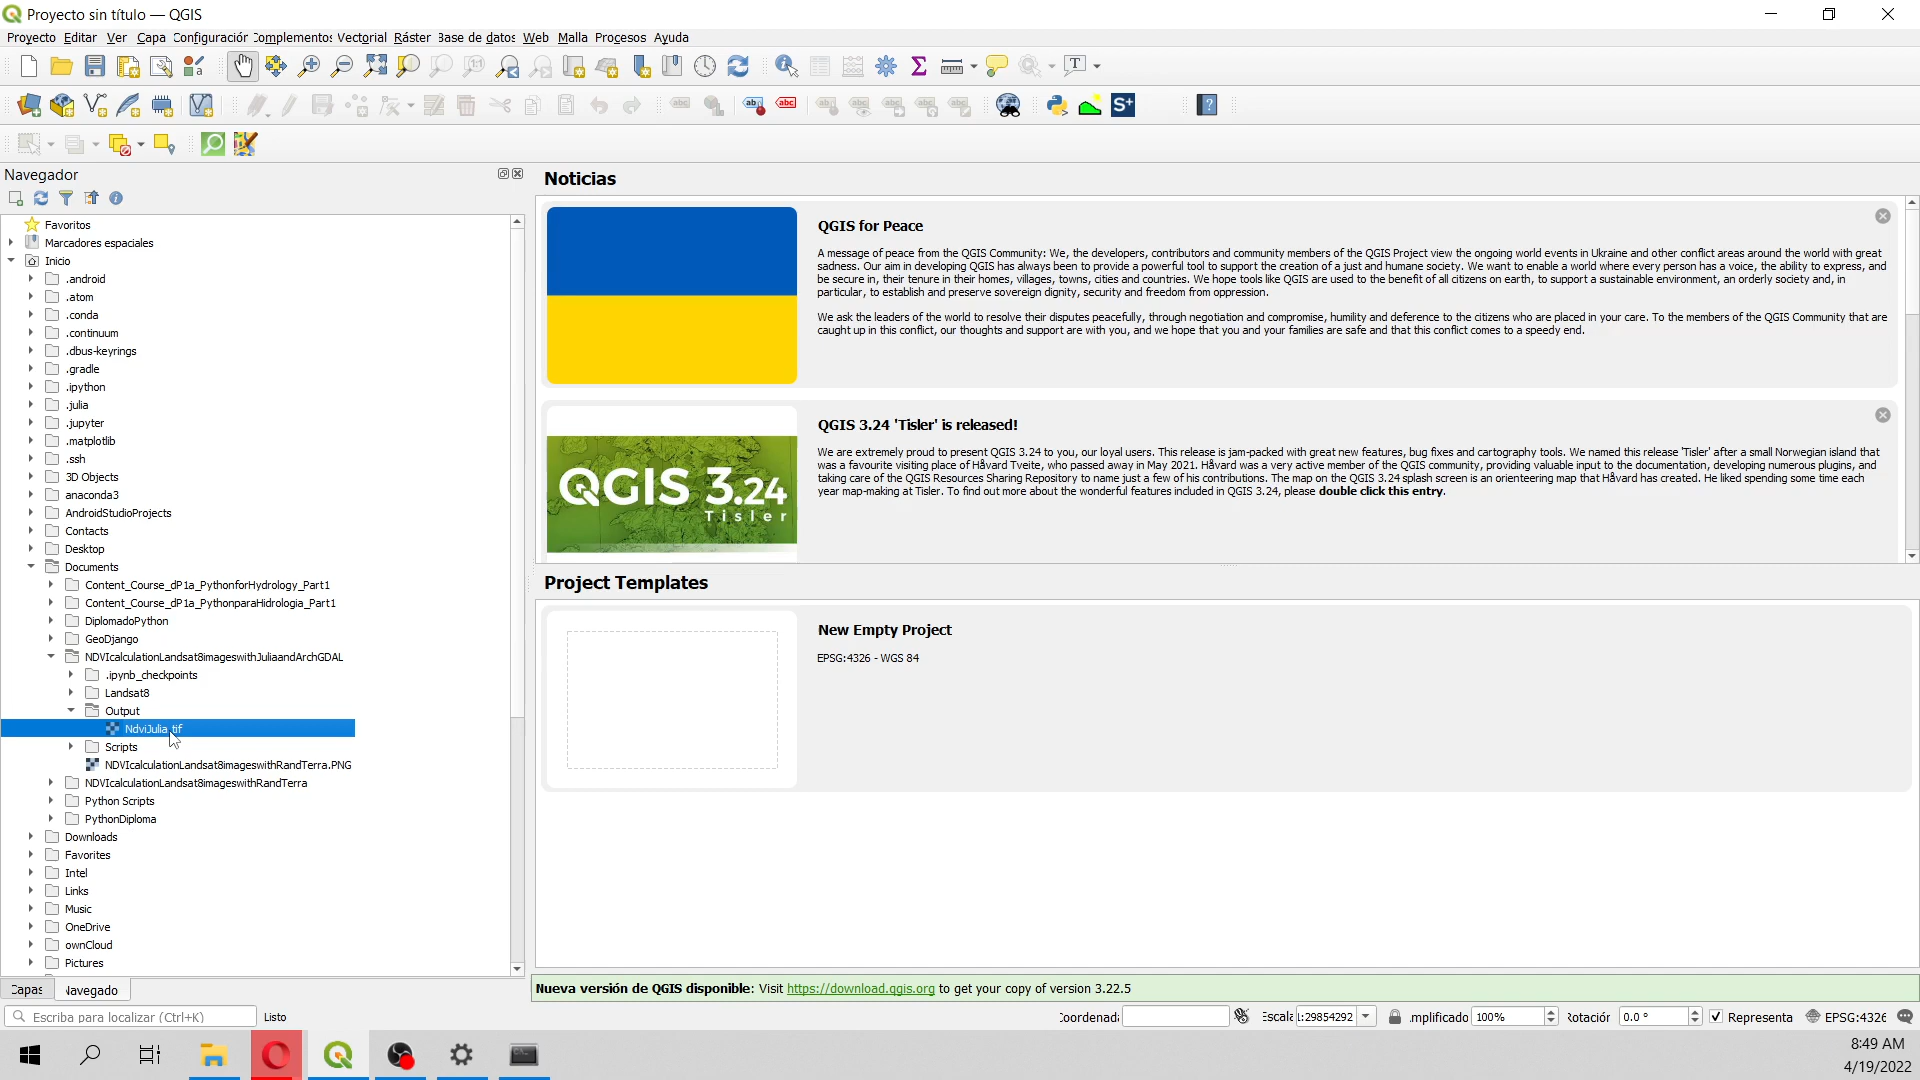 Proyecto sin título — QGIS
Proyecto Editar Ver Capa Configuración Complementos Vectorial Ráster Base de datos Web Malla Procesos Ayuda
Navegador
Favoritos
Marcadores espaciales
Inicio
.android
.atom
.conda
.continuum
.dbus-keyrings
.gradle
.ipython
.julia
.jupyter
.matplotlib
.ssh
3D Objects
anaconda3
AndroidStudioProjects
Contacts
Desktop
Documents
Content_Course_dP1a_PythonforHydrology_Part1
Content_Course_dP1a_PythonparaHidrologia_Part1
DiplomadoPython
GeoDjango
NDVIcalculationLandsat8imageswithJuliaandArchGDAL
.ipynb_checkpoints
Landsat8
Output
NdviJulia.tif
Scripts
NDVIcalculationLandsat8imageswithRandTerra.PNG
NDVIcalculationLandsat8imageswithRandTerra
Python Scripts
PythonDiploma
Downloads
Favorites
Intel
Links
Music
OneDrive
ownCloud
Pictures
Noticias
QGIS for Peace
A message of peace from the QGIS Community: We, the developers, contributors and community members of the QGIS Project view the ongoing world events in Ukraine and other conflict areas around the world with great
sadness. Our aim in developing QGIS has always been to provide a powerful tool to support the creation of a just and humane society. We want to enable a world where every person has a voice, the ability to express, and
be secure in, their tenure in their homes, villages, towns, cities and countries. We hope tools like QGIS are used to the benefit of all citizens on earth, to support a sustainable environment, an orderly society and, in
particular, to establish and preserve sovereign dignity, security and freedom from oppression.
We ask the leaders of the world to resolve their disputes peacefully, through negotiation and compromise, humility and deference to the citizens who are placed in your care. To the members of the QGIS Community that are
caught up in this conflict, our thoughts and support are with you, and we hope that you and your families are safe and that this conflict comes to a speedy end.
QGIS 3.24
Tisler
QGIS 3.24 'Tisler' is released!
We are extremely proud to present QGIS 3.24 to you, our loyal users. This release is jam-packed with great new features, bug fixes and cartography tools. We named this release 'Tisler' after a small Norwegian island that
was a favourite visiting place of Håvard Tveite, who passed away in May 2021. Håvard was a very active member of the QGIS community, providing valuable input to the documentation, developing numerous plugins, and
taking care of the QGIS Resources Sharing Repository to name just a few of his contributions. The map on the QGIS 3.24 splash screen is an orienteering map that Håvard has created. He liked spending some time each
year map-making at Tisler. To find out more about the wonderful features included in QGIS 3.24, please double click this entry.
Project Templates
New Empty Project
EPSG:4326 - WGS 84
Nueva versión de QGIS disponible: Visit https://download.qgis.org to get your copy of version 3.22.5
Capas Navegado
Escriba para localizar (Ctrl+K) Listo
Coordenad Escala 1:29854292 Amplificado 100% Rotación 0.0 ° Representa EPSG:4326
8:49 AM
4/19/2022